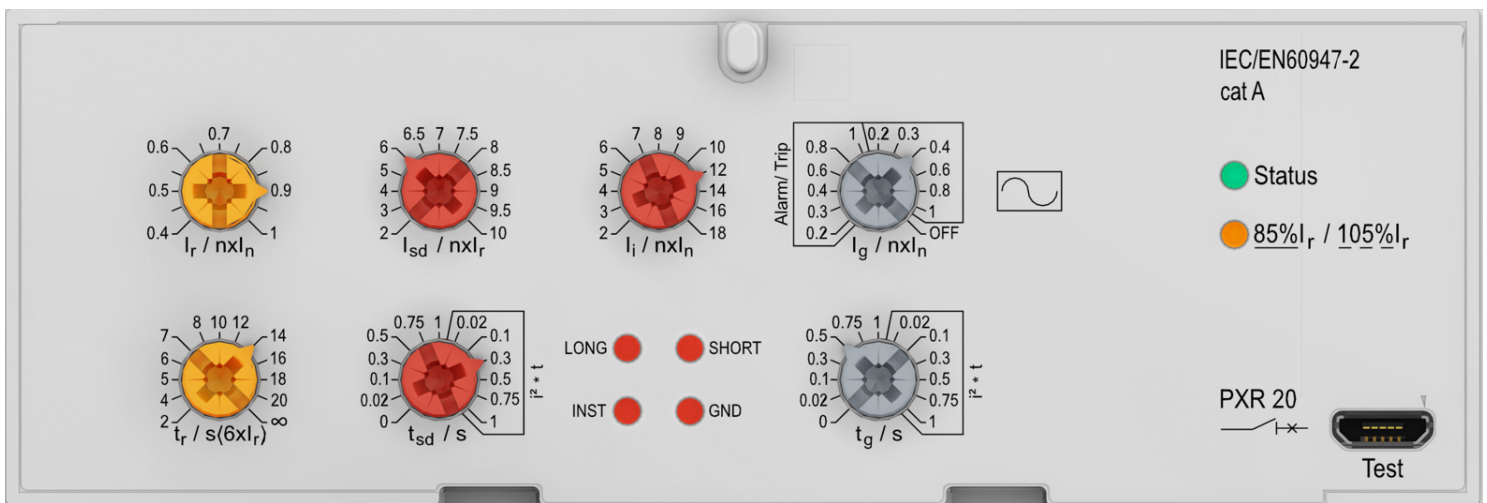 IEC/EN60947-2
cat A
0.4 0.5 0.6 0.7 0.8 0.9 1
Ir / nxIn
2 3 4 5 6 6.5 7 7.5 8 8.5 9 9.5 10
Isd / nxIr
2 3 4 5 6 7 8 9 10 12 14 16 18
Ii / nxIn
Alarm/ Trip
0.2 0.3 0.4 0.6 0.8 1 0.2 0.3 0.4 0.6 0.8 1 OFF
Ig / nxIn
Status
85%Ir / 105%Ir
2 4 5 6 7 8 10 12 14 16 18 20 ∞
tr / s(6xIr)
0 0.02 0.1 0.3 0.5 0.75 1 0.02 0.1 0.3 0.5 0.75 1
i² * t
tsd / s
LONG SHORT
INST GND
0 0.02 0.1 0.3 0.5 0.75 1 0.02 0.1 0.3 0.5 0.75 1
i² * t
tg / s
PXR 20
Test